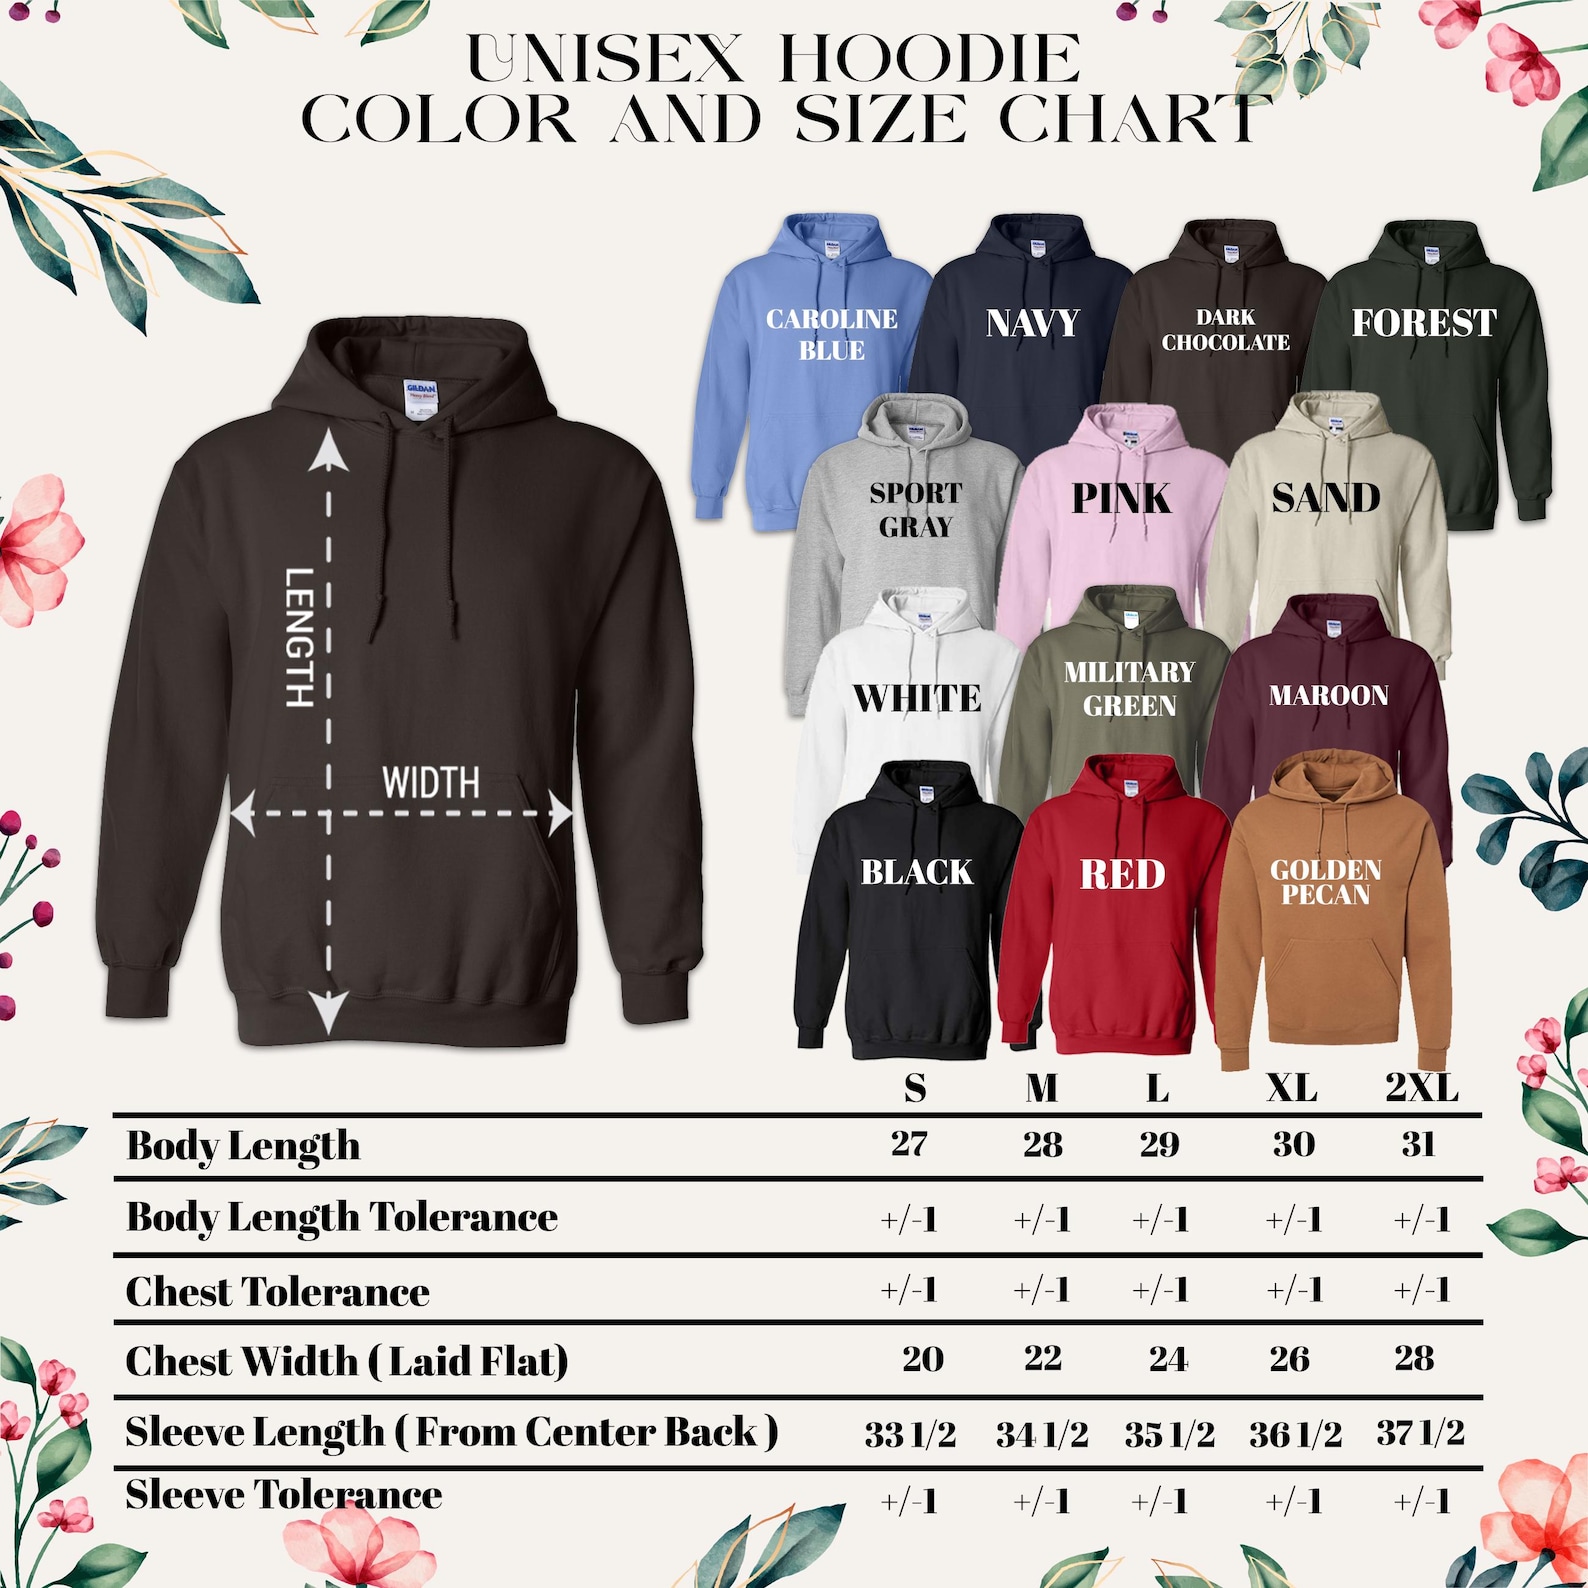 UNISEX HOODIE
COLOR AND SIZE CHART
CAROLINE
BLUE
NAVY
DARK
CHOCOLATE
FOREST
SPORT
GRAY
PINK
SAND
WHITE
MILITARY
GREEN
MAROON
BLACK
RED
GOLDEN
PECAN
GILDAN
LENGTH
WIDTH
S M L XL 2XL
Body Length 27 28 29 30 31
Body Length Tolerance +/-1 +/-1 +/-1 +/-1 +/-1
Chest Tolerance +/-1 +/-1 +/-1 +/-1 +/-1
Chest Width ( Laid Flat) 20 22 24 26 28
Sleeve Length ( From Center Back ) 33 1/2 34 1/2 35 1/2 36 1/2 37 1/2
Sleeve Tolerance +/-1 +/-1 +/-1 +/-1 +/-1